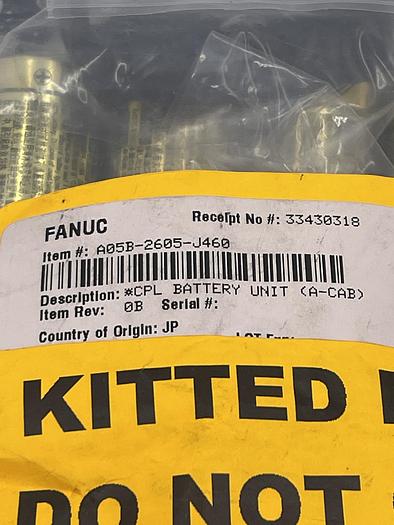 FANUC
Receipt No #: 33430318
Item #: A05B-2605-J460
Description: *CPL BATTERY UNIT (A-CAB)
Item Rev: 0B Serial #:
Country of Origin: JP
KITTED
DO NOT